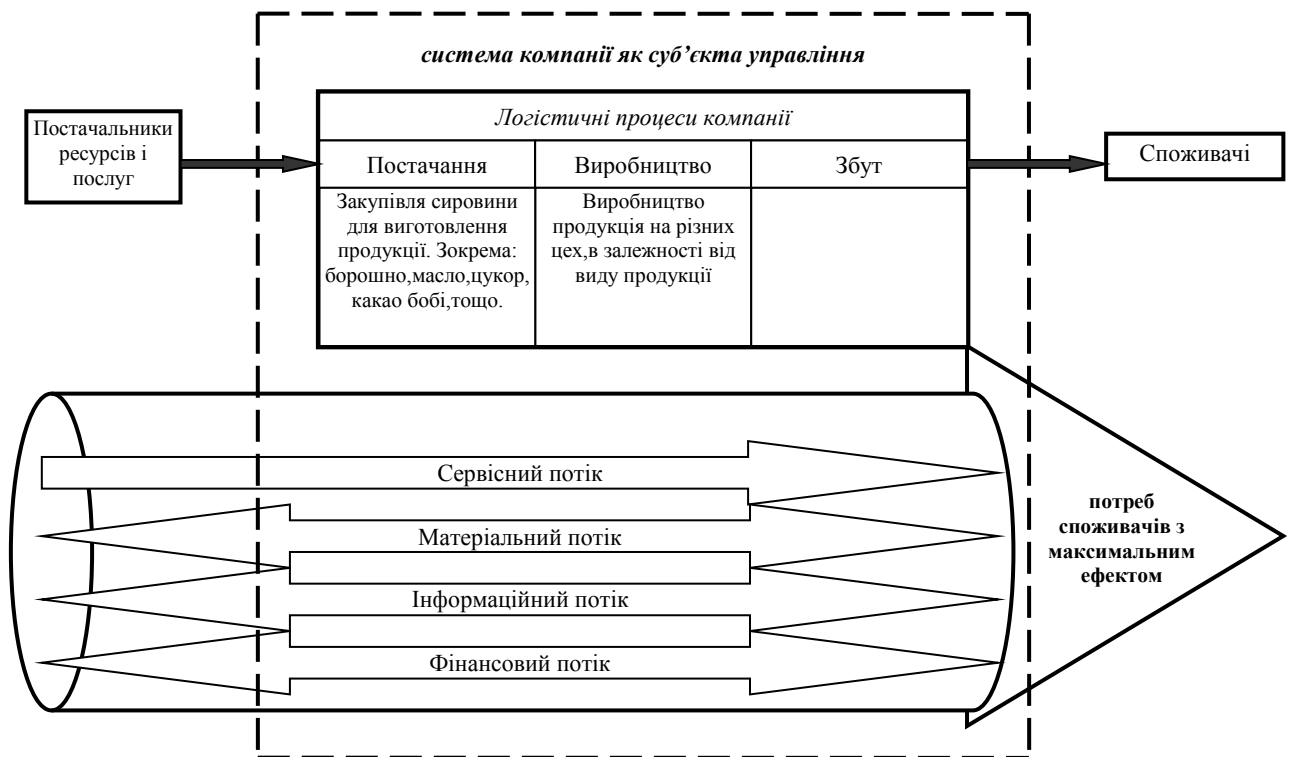 система компанії як суб’єкта управління
Логістичні процеси компанії
Постачальники
ресурсів і
послуг
Постачання
Виробництво
Збут
Споживачі
Закупівля сировини
для виготовлення
продукції. Зокрема:
борошно,масло,цукор,
какао бобі,тощо.
Виробництво
продукція на різних
цех,в залежності від
виду продукції
Сервісний потік
Матеріальний потік
Інформаційний потік
Фінансовий потік
потреб
споживачів з
максимальним
ефектом